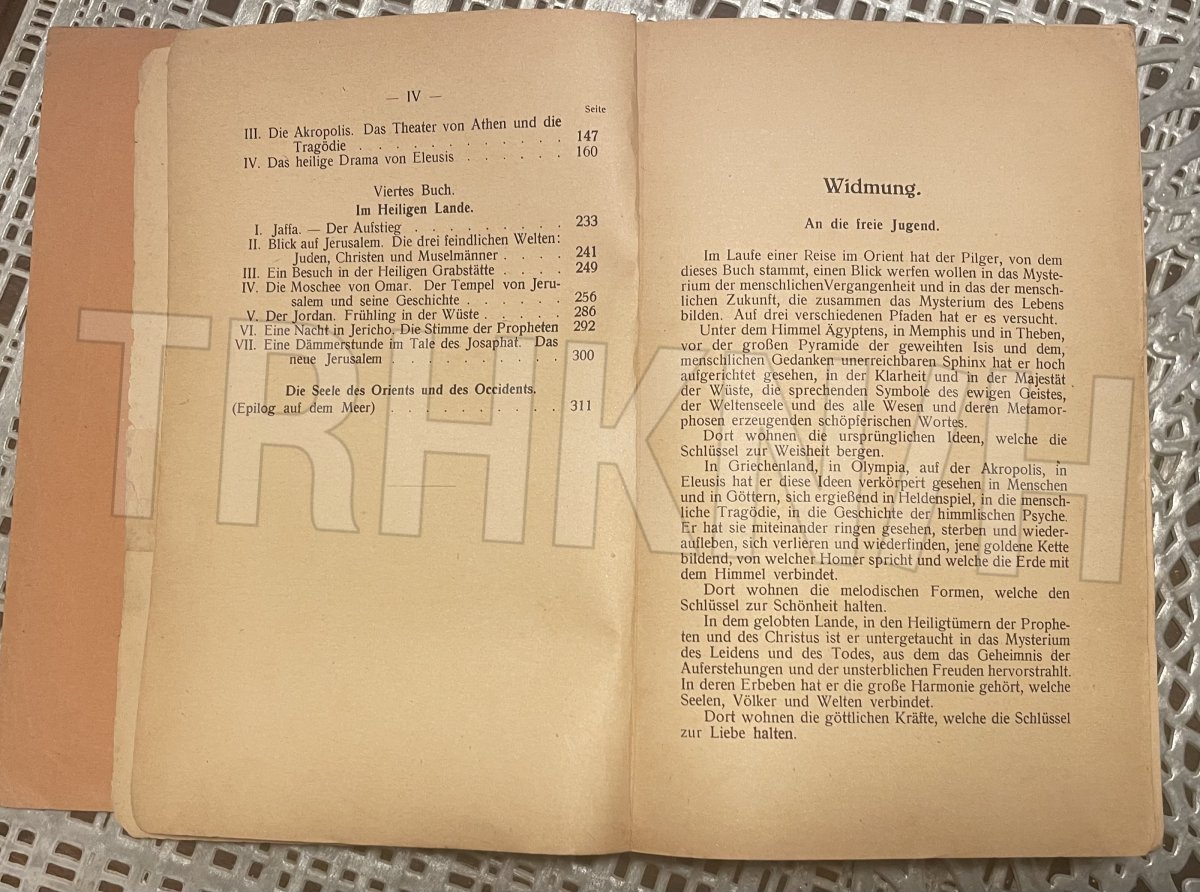 — IV —
Seite
III. Die Akropolis. Das Theater von Athen und die
Tragödie . . . . . . . . . . . . 147
IV. Das heilige Drama von Eleusis . . . . . . 160
Viertes Buch.
Im Heiligen Lande.
I. Jaffa. — Der Aufstieg . . . . . . . . . 233
II. Blick auf Jerusalem. Die drei feindlichen Welten:
Juden, Christen und Muselmänner . . . . 241
III. Ein Besuch in der Heiligen Grabstätte . . . . 249
IV. Die Moschee von Omar. Der Tempel von Jeru-
salem und seine Geschichte . . . . . . 256
V. Der Jordan. Frühling in der Wüste . . . . . 286
VI. Eine Nacht in Jericho. Die Stimme der Propheten 292
VII. Eine Dämmerstunde im Tale des Josaphat. Das
neue Jerusalem . . . . . . . . . . 300
Die Seele des Orients und des Occidents.
(Epilog auf dem Meer) . . . . . . . . . . 311
Widmung.
An die freie Jugend.
Im Laufe einer Reise im Orient hat der Pilger, von dem
dieses Buch stammt, einen Blick werfen wollen in das Myste-
rium der menschlichenVergangenheit und in das der mensch-
lichen Zukunft, die zusammen das Mysterium des Lebens
bilden. Auf drei verschiedenen Pfaden hat er es versucht.
Unter dem Himmel Ägyptens, in Memphis und in Theben,
vor der großen Pyramide der geweihten Isis und dem,
menschlichen Gedanken unerreichbaren Sphinx hat er hoch
aufgerichtet gesehen, in der Klarheit und in der Majestät
der Wüste, die sprechenden Symbole des ewigen Geistes,
der Weltenseele und des alle Wesen und deren Metamor-
phosen erzeugenden schöpferischen Wortes.
Dort wohnen die ursprünglichen Ideen, welche die
Schlüssel zur Weisheit bergen.
In Griechenland, in Olympia, auf der Akropolis, in
Eleusis hat er diese Ideen verkörpert gesehen in Menschen
und in Göttern, sich ergießend in Heldenspiel, in die mensch-
liche Tragödie, in die Geschichte der himmlischen Psyche.
Er hat sie miteinander ringen gesehen, sterben und wieder-
aufleben, sich verlieren und wiederfinden, jene goldene Kette
bildend, von welcher Homer spricht und welche die Erde mit
dem Himmel verbindet.
Dort wohnen die melodischen Formen, welche den
Schlüssel zur Schönheit halten.
In dem gelobten Lande, in den Heiligtümern der Prophe-
ten und des Christus ist er untergetaucht in das Mysterium
des Leidens und des Todes, aus dem das Geheimnis der
Auferstehungen und der unsterblichen Freuden hervorstrahlt.
In deren Erbeben hat er die große Harmonie gehört, welche
Seelen, Völker und Welten verbindet.
Dort wohnen die göttlichen Kräfte, welche die Schlüssel
zur Liebe halten.